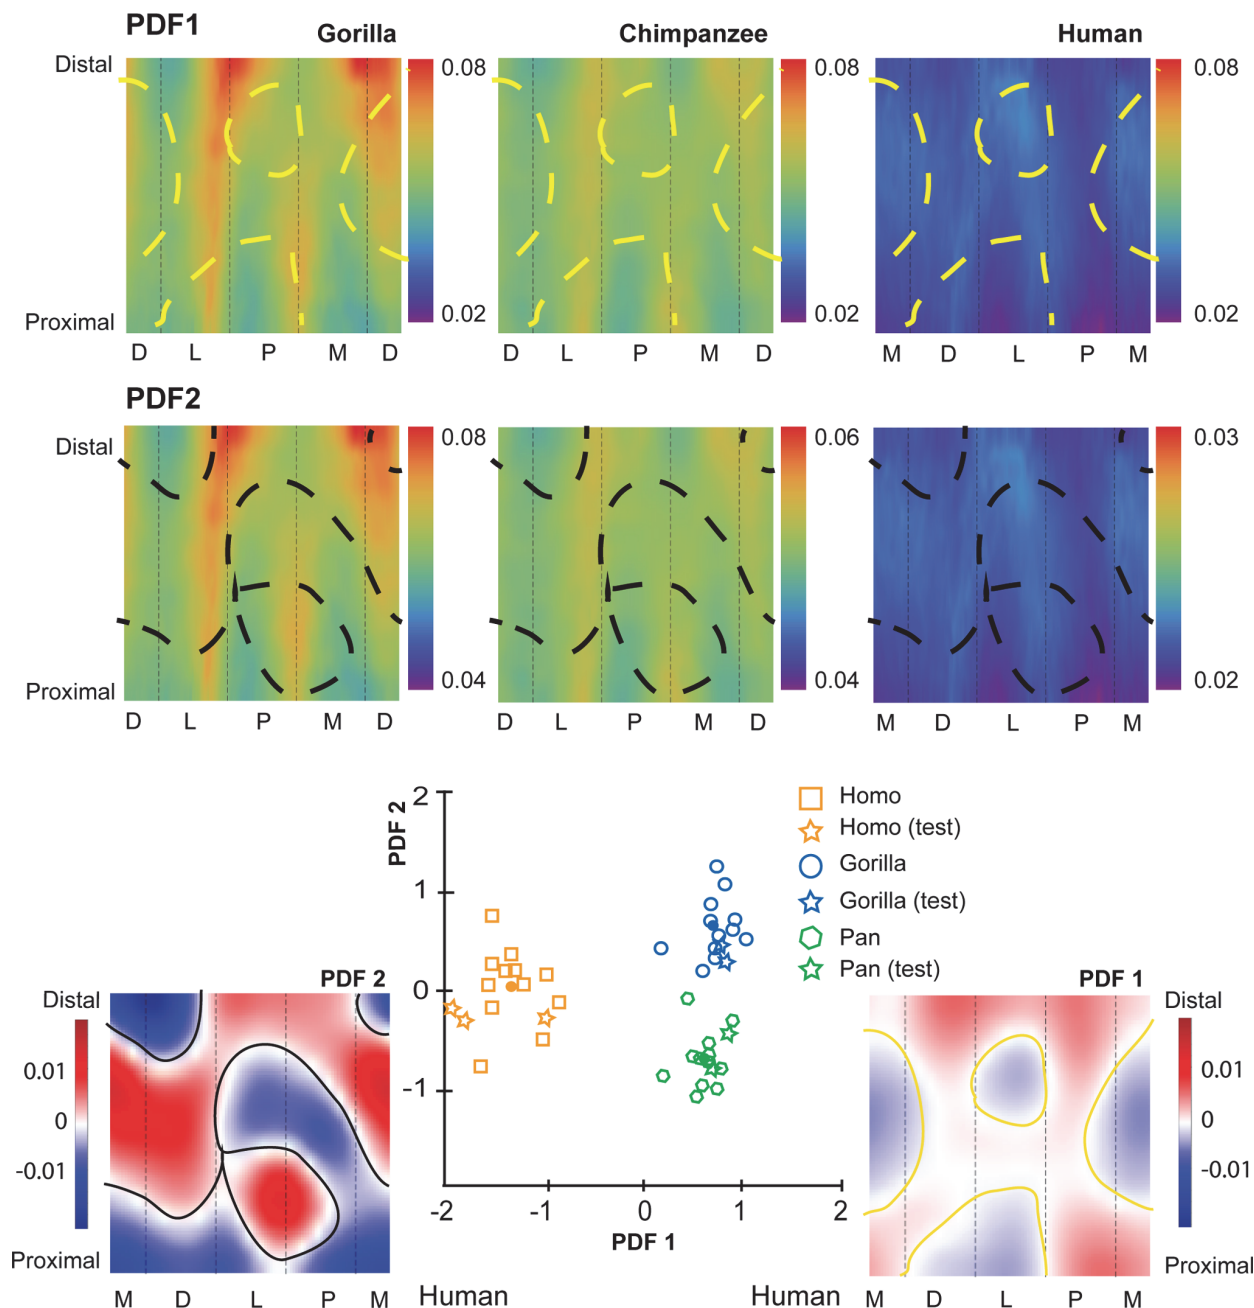 PDF1
Gorilla Chimpanzee Human
Distal
0.08 0.08 0.08
0.02 0.02 0.02
Proximal
D L P M D D L P M D M D L P M
PDF2
Distal
0.08 0.06 0.03
0.04 0.04 0.02
Proximal
D L P M D D L P M D M D L P M
PDF 2
2
1
0
-1
-2 -1 0 1 2
PDF 1
Homo
Homo (test)
Gorilla
Gorilla (test)
Pan
Pan (test)
PDF 2
Distal
0.01
0
-0.01
Proximal
M D L P M
Human
PDF 1
Distal
0.01
0
-0.01
Proximal
M D L P M
Human